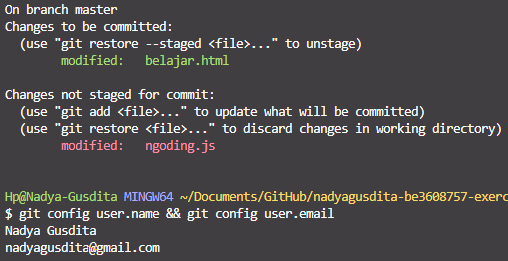 On branch master
Changes to be committed:
  (use "git restore --staged <file>..." to unstage)
        modified:   belajar.html

Changes not staged for commit:
  (use "git add <file>..." to update what will be committed)
  (use "git restore <file>..." to discard changes in working directory)
        modified:   ngoding.js

Hp@Nadya-Gusdita MINGW64 ~/Documents/GitHub/nadyagusdita-be3608757-exerc
$ git config user.name && git config user.email
Nadya Gusdita
nadyagusdita@gmail.com